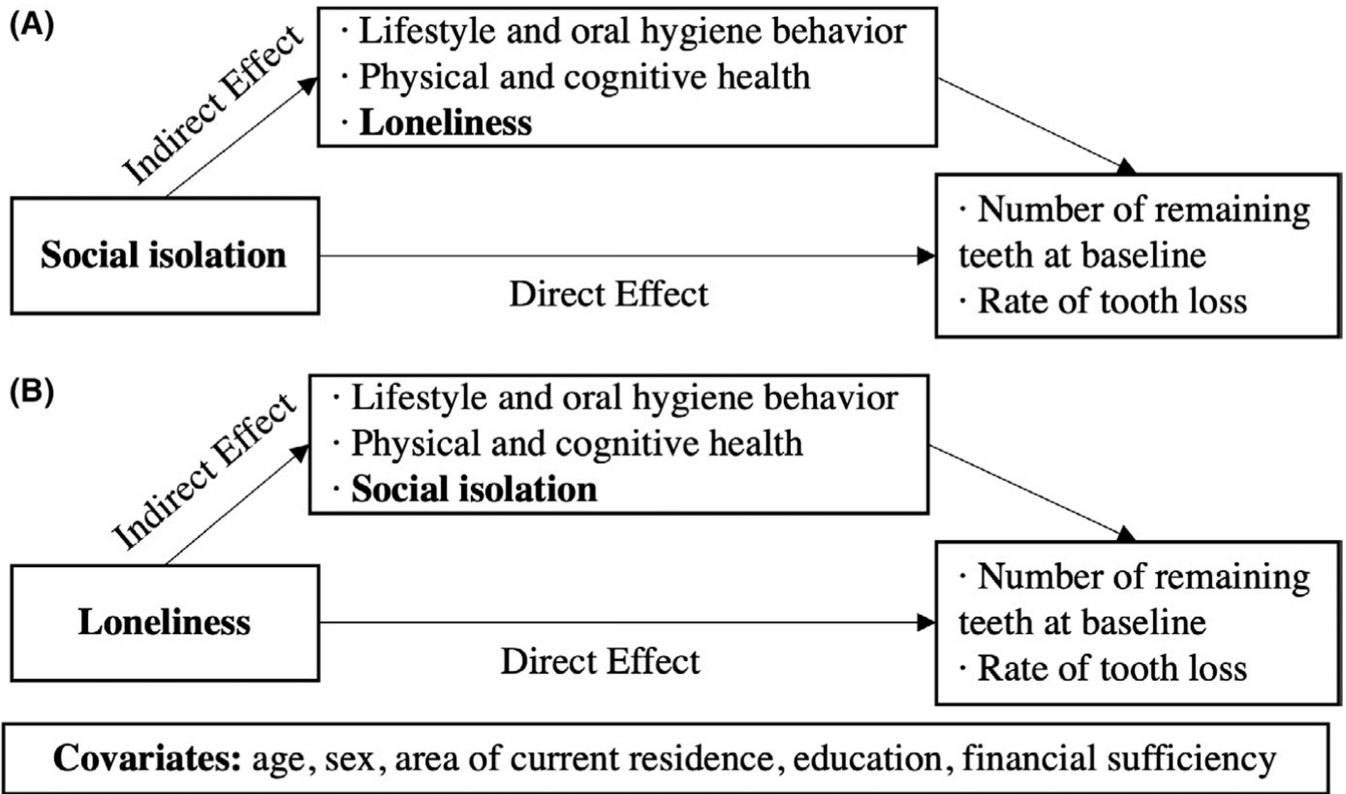 (A)
Indirect Effect
· Lifestyle and oral hygiene behavior
· Physical and cognitive health
· Loneliness
Social isolation
Direct Effect
· Number of remaining
teeth at baseline
· Rate of tooth loss
(B)
Indirect Effect
· Lifestyle and oral hygiene behavior
· Physical and cognitive health
· Social isolation
Loneliness
Direct Effect
· Number of remaining
teeth at baseline
· Rate of tooth loss
Covariates: age, sex, area of current residence, education, financial sufficiency